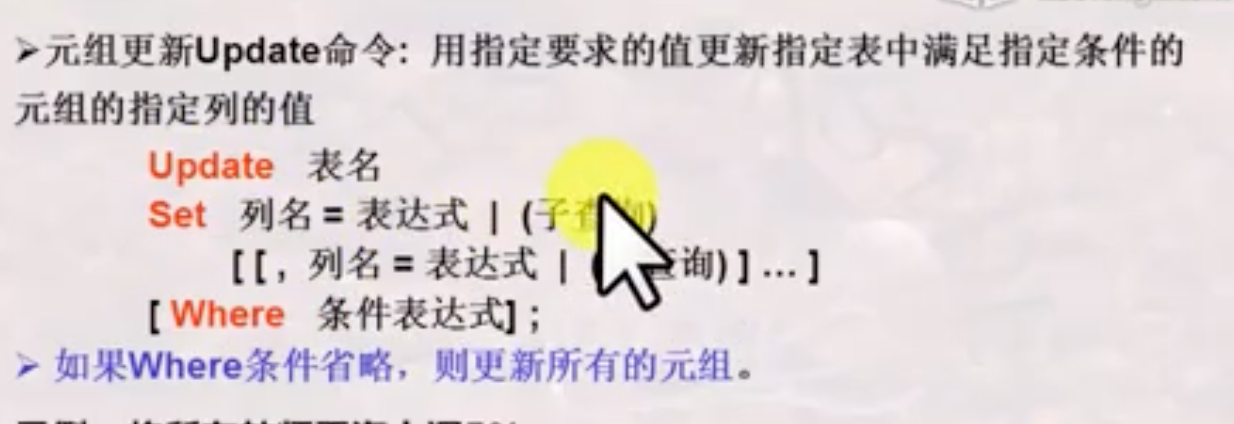 ➢元组更新Update命令: 用指定要求的值更新指定表中满足指定条件的
元组的指定列的值
Update 表名
Set 列名 = 表达式 | (子查询)
[ [ , 列名 = 表达式 | ( 查询) ] … ]
[ Where 条件表达式] ;
➢ 如果Where条件省略，则更新所有的元组。